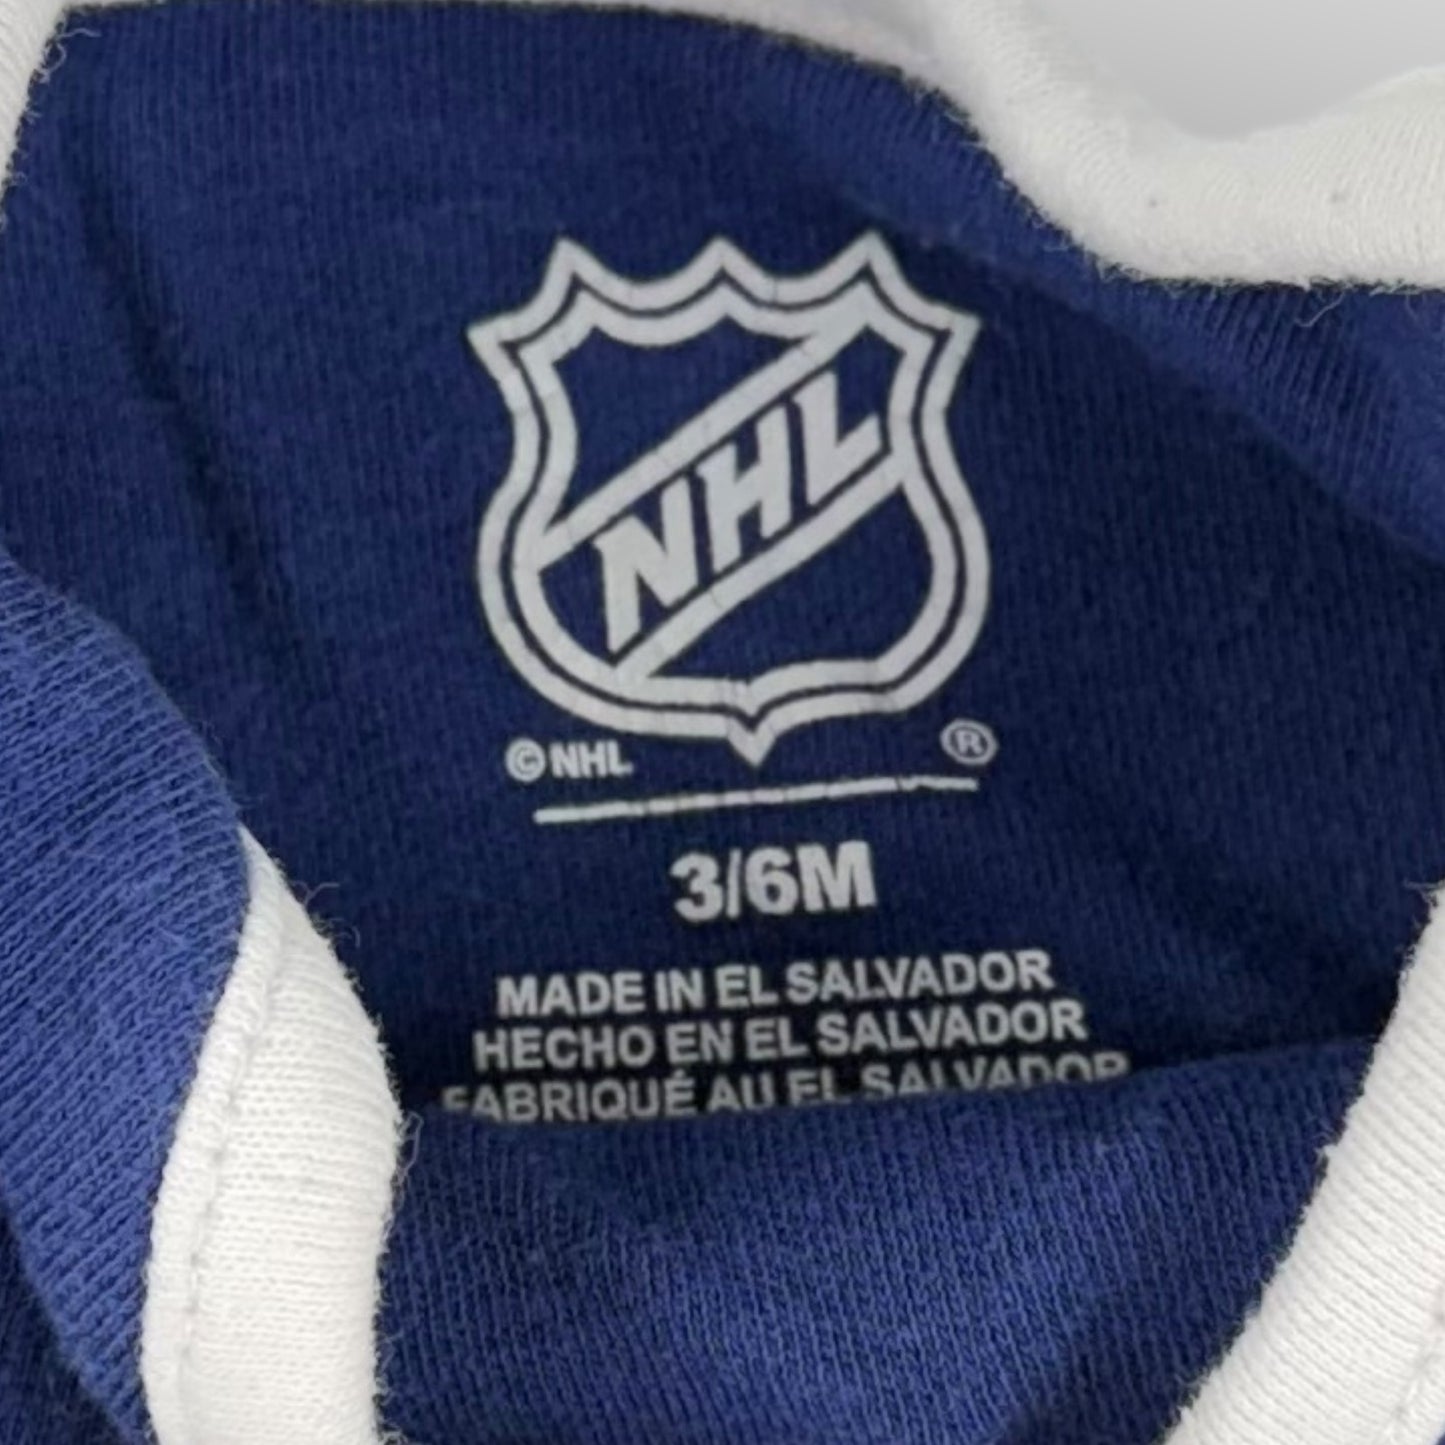 NHL
©NHL ®
3/6M
MADE IN EL SALVADOR
HECHO EN EL SALVADOR
FABRIQUÉ AU EL SALVADOR